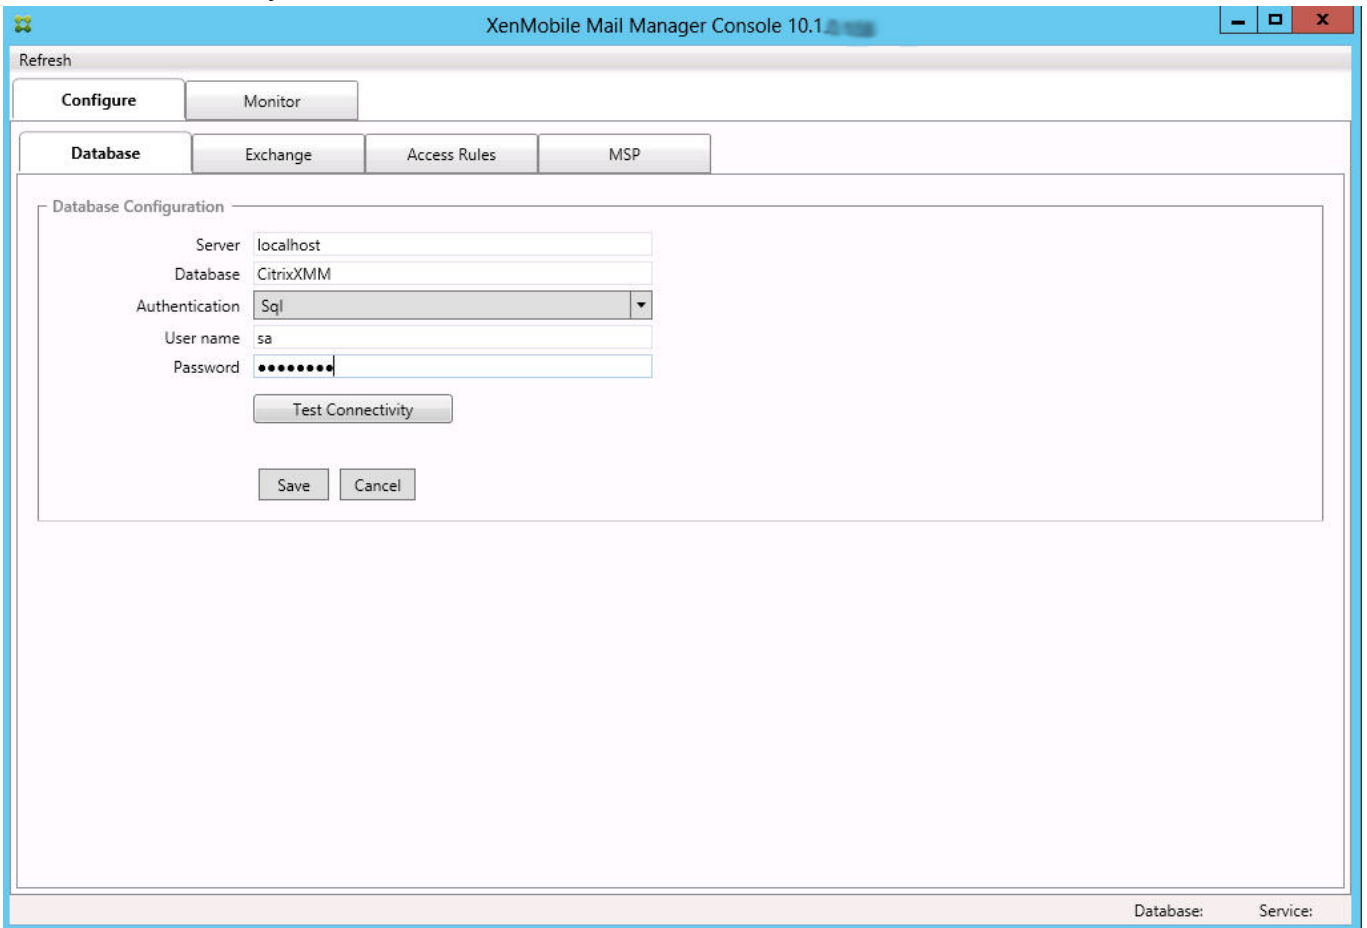 XenMobile Mail Manager Console 10.1
Refresh
Configure Monitor
Database Exchange Access Rules MSP
Database Configuration
Server localhost
Database CitrixXMM
Authentication Sql
User name sa
Password ●●●●●●●●
Test Connectivity
Save Cancel
Database: Service: